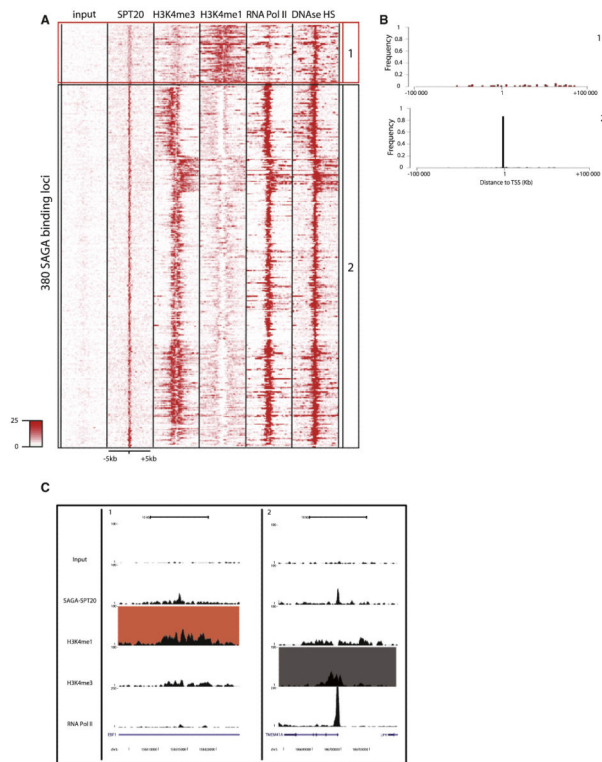 A
input SPT20 H3K4me3 H3K4me1 RNA Pol II DNAse HS
1
2
380 SAGA binding loci
25
0
-5kb +5kb
B
1
Frequency
1
0.8
0.6
0.4
0.2
0
-100 000 1 +100 000
2
Frequency
1
0.8
0.6
0.4
0.2
0
-100 000 1 +100 000
Distance to TSS (Kb)
C
1 2
Input
SAGA-SPT20
H3K4me1
H3K4me3
RNA Pol II
EBF1